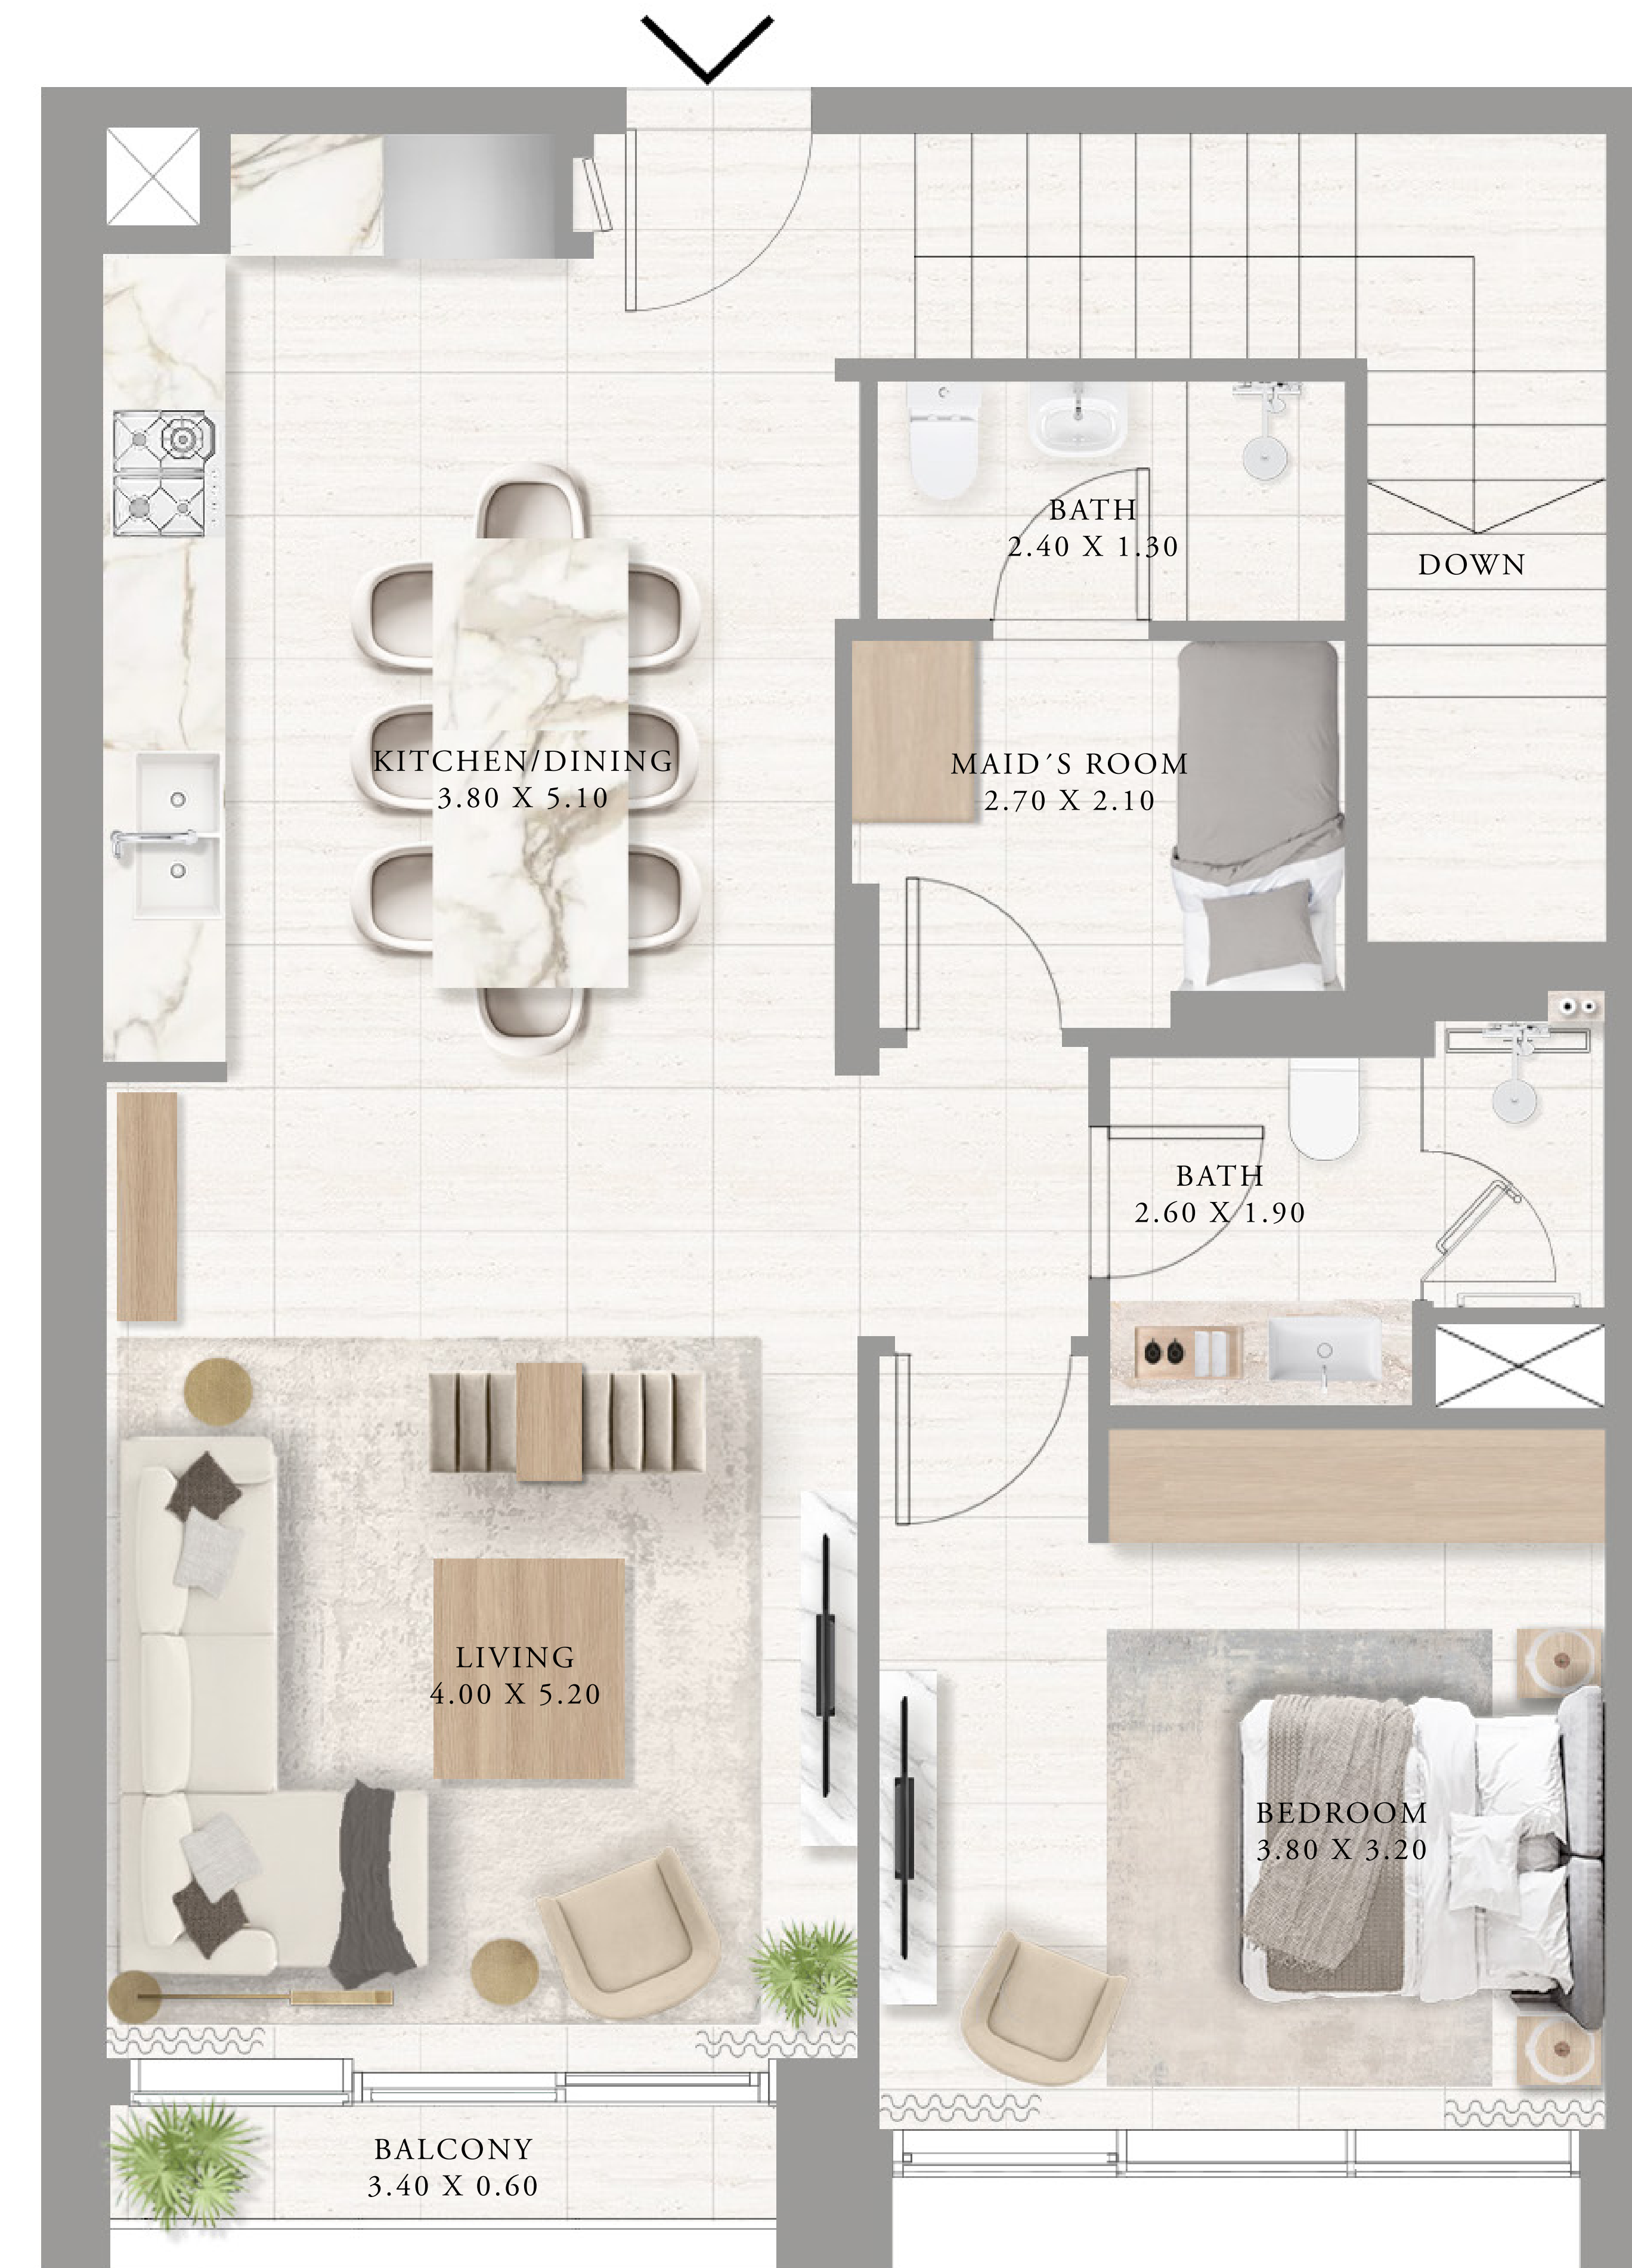 BATH
2.40 X 1.30
DOWN
KITCHEN/DINING
3.80 X 5.10
MAID´S ROOM
2.70 X 2.10
BATH
2.60 X 1.90
LIVING
4.00 X 5.20
BEDROOM
3.80 X 3.20
BALCONY
3.40 X 0.60